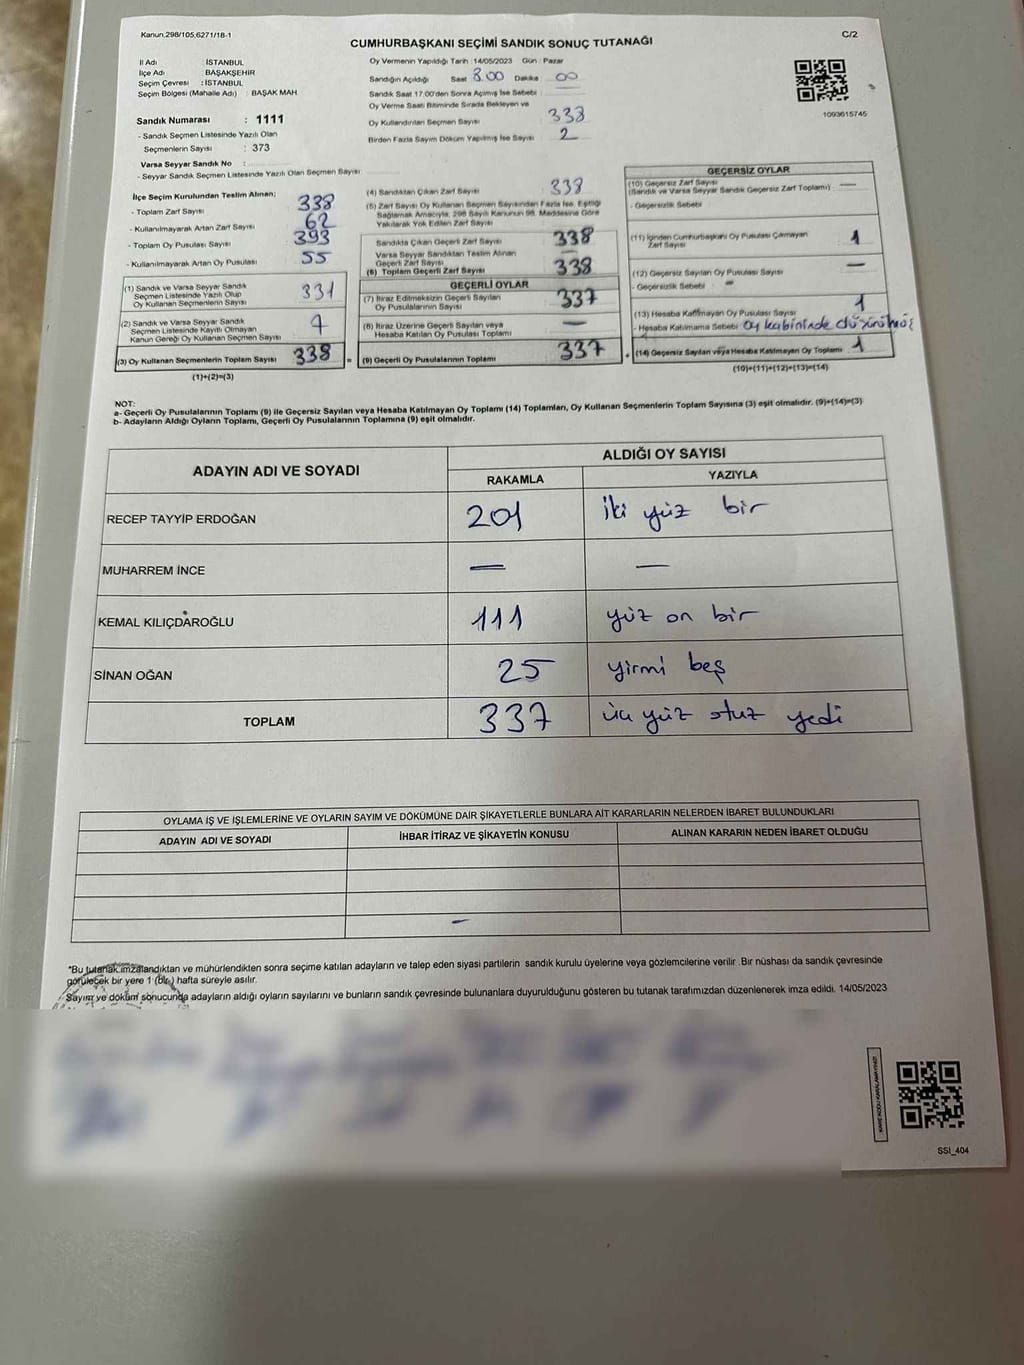 Kanun,298/105,6271/18-1
C/2
CUMHURBAŞKANI SEÇİMİ SANDIK SONUÇ TUTANAĞI
İl Adı : İSTANBUL
İlçe Adı : BAŞAKŞEHİR
Seçim Çevresi : İSTANBUL
Seçim Bölgesi (Mahalle Adı) : BAŞAK MAH
Oy Vermenin Yapıldığı Tarih :14/05/2023 Gün : Pazar
Sandığın Açıldığı Saat 8.00 Dakika 00
Sandık Saat 17.00'den Sonra Açımış İse Sebebi :
Oy Verme Saati Bitiminde Sırada Bekleyen ve
Oy Kullandırılan Seçmen Sayısı 338
Birden Fazla Sayım Döküm Yapılmış İse Sayısı 2
1093615745
Sandık Numarası : 1111
- Sandık Seçmen Listesinde Yazılı Olan
Seçmenlerin Sayısı : 373
Varsa Seyyar Sandık No :
- Seyyar Sandık Seçmen Listesinde Yazılı Olan Seçmen Sayısı
İlçe Seçim Kurulundan Teslim Alınan;
- Toplam Zarf Sayısı 338
- Kullanılmayarak Artan Zarf Sayısı 62
- Toplam Oy Pusulası Sayısı 393
- Kullanılmayarak Artan Oy Pusulası 55
(1) Sandık ve Varsa Seyyar Sandık
Seçmen Listesinde Yazılı Olup
Oy Kullanan Seçmenlerin Sayısı 331
(2) Sandık ve Varsa Seyyar Sandık
Seçmen Listesinde Kayıtlı Olmayan
Kanun Gereği Oy Kullanan Seçmen Sayısı 7
(3) Oy Kullanan Seçmenlerin Toplam Sayısı 338 =
(1)+(2)=(3)
(4) Sandıktan Çıkan Zarf Sayısı 338
(5) Zarf Sayısı Oy Kullanan Seçmen Sayısından Fazla İse, Eşitliği
Sağlamak Amacıyla, 298 Sayılı Kanunun 98. Maddesine Göre
Yakılarak Yok Edilen Zarf Sayısı
Sandıkta Çıkan Geçerli Zarf Sayısı 338
Varsa Seyyar Sandıktan Teslim Alınan
Geçerli Zarf Sayısı —
(6) Toplam Geçerli Zarf Sayısı 338
GEÇERLİ OYLAR
(7) İtiraz Edilmeksizin Geçerli Sayılan
Oy Pusulalarının Sayısı 337
(8) İtiraz Üzerine Geçerli Sayılan veya
Hesaba Katılan Oy Pusulası Toplamı —
(9) Geçerli Oy Pusulalarının Toplamı 337 +
GEÇERSİZ OYLAR
(10) Geçersiz Zarf Sayısı —
(Sandık ve Varsa Seyyar Sandık Geçersiz Zarf Toplamı)
- Geçersizlik Sebebi
(11) İçinden Cumhurbaşkanı Oy Pusulası Çıkmayan
Zarf Sayısı 1
(12) Geçersiz Sayılan Oy Pusulası Sayısı —
- Geçersizlik Sebebi : —
(13) Hesaba Katılmayan Oy Pusulası Sayısı 1
- Hesaba Katılmama Sebebi Oy kabininde düşürülmüş
(14) Geçersiz Sayılan veya Hesaba Katılmayan Oy Toplamı 1
(10)+(11)+(12)+(13)=(14)
NOT:
a- Geçerli Oy Pusulalarının Toplamı (9) ile Geçersiz Sayılan veya Hesaba Katılmayan Oy Toplamı (14) Toplamları, Oy Kullanan Seçmenlerin Toplam Sayısına (3) eşit olmalıdır. (9)+(14)=(3)
b- Adayların Aldığı Oyların Toplamı, Geçerli Oy Pusulalarının Toplamına (9) eşit olmalıdır.
ADAYIN ADI VE SOYADI
ALDIĞI OY SAYISI
RAKAMLA YAZIYLA
RECEP TAYYİP ERDOĞAN 201 iki yüz bir
MUHARREM İNCE — —
KEMAL KILIÇDAROĞLU 111 yüz on bir
SİNAN OĞAN 25 yirmi beş
TOPLAM 337 üç yüz otuz yedi
OYLAMA İŞ VE İŞLEMLERİNE VE OYLARIN SAYIM VE DÖKÜMÜNE DAİR ŞİKAYETLERLE BUNLARA AİT KARARLARIN NELERDEN İBARET BULUNDUKLARI
ADAYIN ADI VE SOYADI İHBAR İTİRAZ VE ŞİKAYETİN KONUSU ALINAN KARARIN NEDEN İBARET OLDUĞU
—
*Bu tutanak imzalandıktan ve mühürlendikten sonra seçime katılan adayların ve talep eden siyasi partilerin sandık kurulu üyelerine veya gözlemcilerine verilir .Bir nüshası da sandık çevresinde
görülecek bir yere 1 (bir) hafta süreyle asılır.
Sayım ve döküm sonucunda adayların aldığı oyların sayılarını ve bunların sandık çevresinde bulunanlara duyurulduğunu gösteren bu tutanak tarafımızdan düzenlenerek imza edildi. 14/05/2023
SSI_404